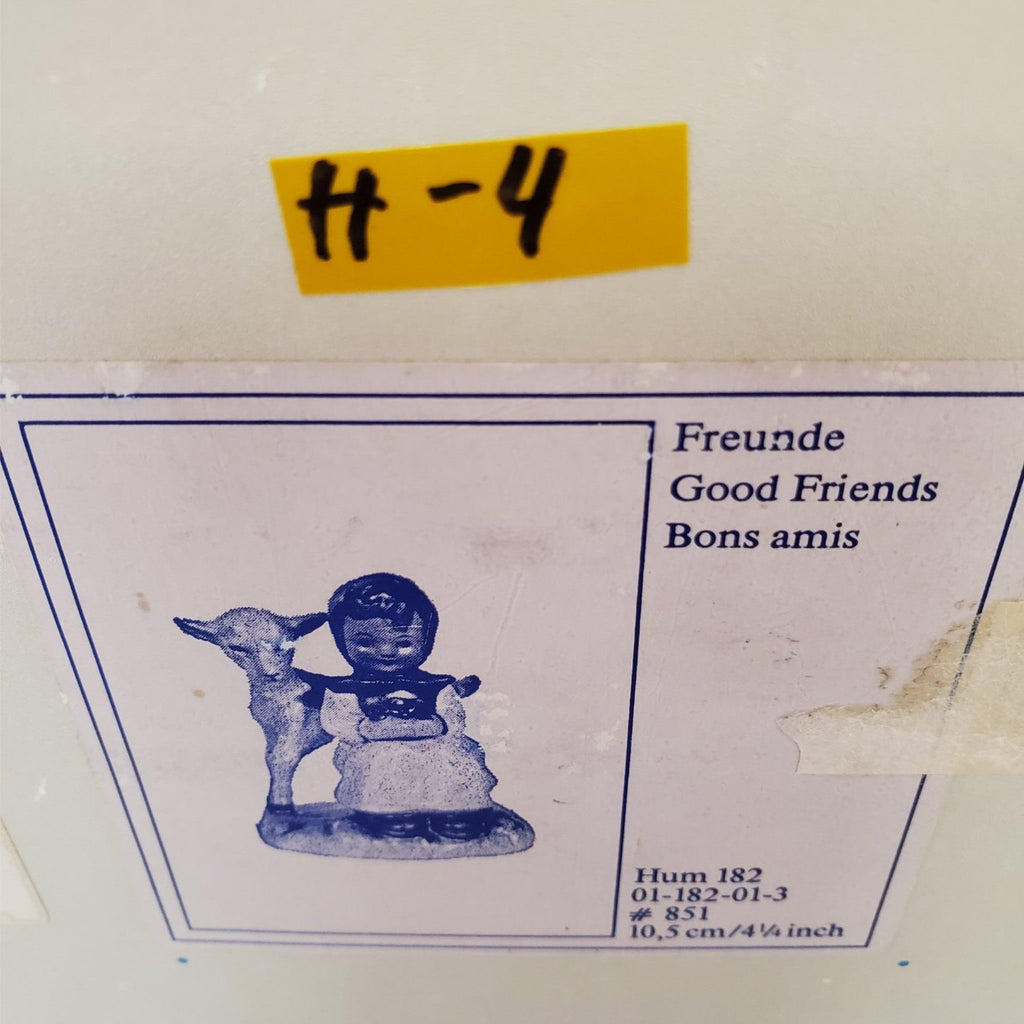 H-4
Freunde
Good Friends
Bons amis
Hum 182
01-182-01-3
# 851
10,5 cm/4¼ inch